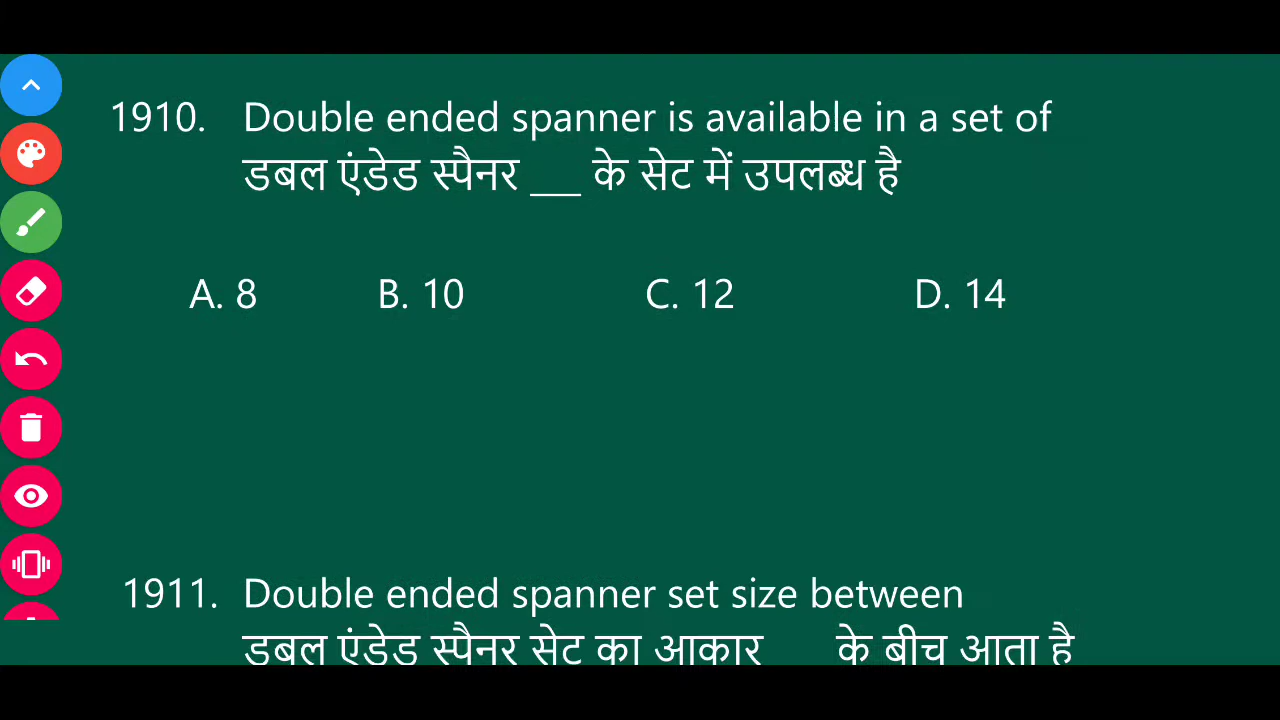 1910. Double ended spanner is available in a set of
डबल एंडेड स्पैनर ___ के सेट में उपलब्ध है
A. 8 B. 10 C. 12 D. 14
1911. Double ended spanner set size between
डबल एंडेड स्पैनर सेट का आकार के बीच आता है